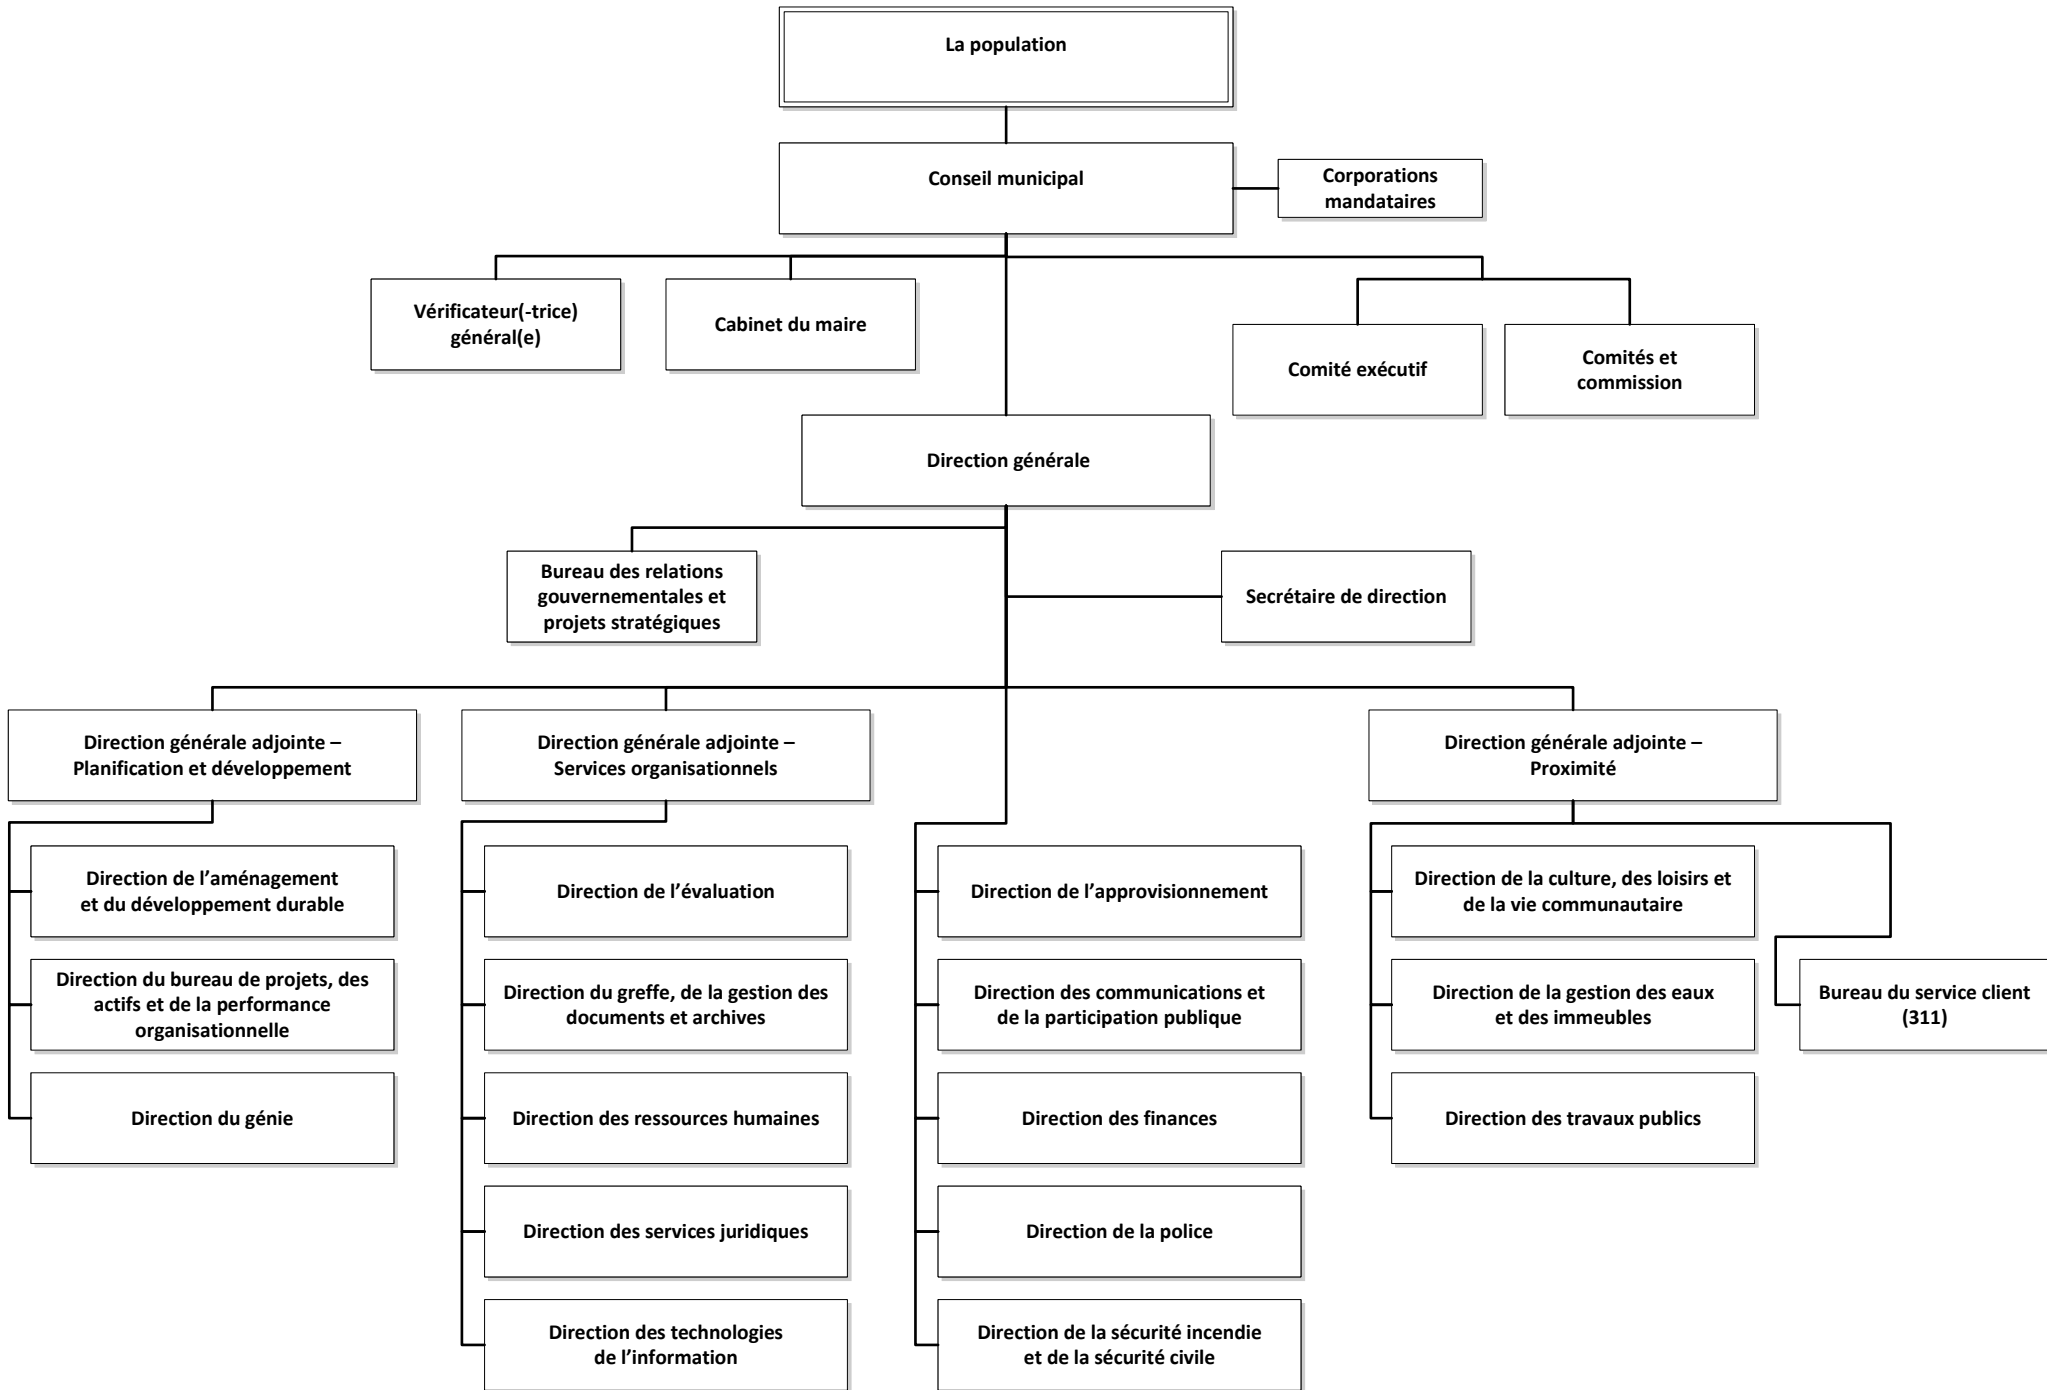 La population
Conseil municipal
Corporations
mandataires
Vérificateur(-trice)
général(e)
Cabinet du maire
Comité exécutif
Comités et
commission
Direction générale
Bureau des relations
gouvernementales et
projets stratégiques
Secrétaire de direction
Direction générale adjointe –
Planification et développement
Direction générale adjointe –
Services organisationnels
Direction générale adjointe –
Proximité
Direction de l’aménagement
et du développement durable
Direction du bureau de projets, des
actifs et de la performance
organisationnelle
Direction du génie
Direction de l’évaluation
Direction du greffe, de la gestion des
documents et archives
Direction des ressources humaines
Direction des services juridiques
Direction des technologies
de l’information
Direction de l’approvisionnement
Direction des communications et
de la participation publique
Direction des finances
Direction de la police
Direction de la sécurité incendie
et de la sécurité civile
Direction de la culture, des loisirs et
de la vie communautaire
Direction de la gestion des eaux
et des immeubles
Direction des travaux publics
Bureau du service client
(311)